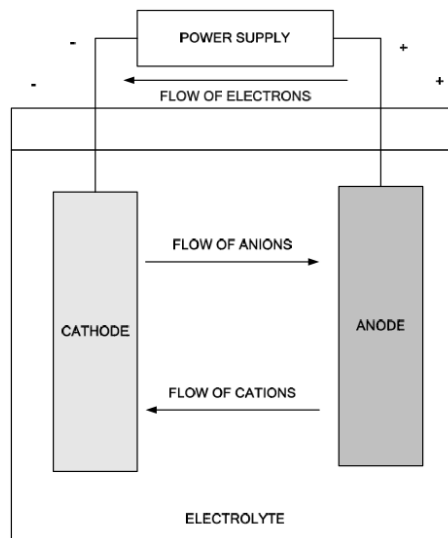 POWER SUPPLY
- +
- +
FLOW OF ELECTRONS
FLOW OF ANIONS
CATHODE
ANODE
FLOW OF CATIONS
ELECTROLYTE